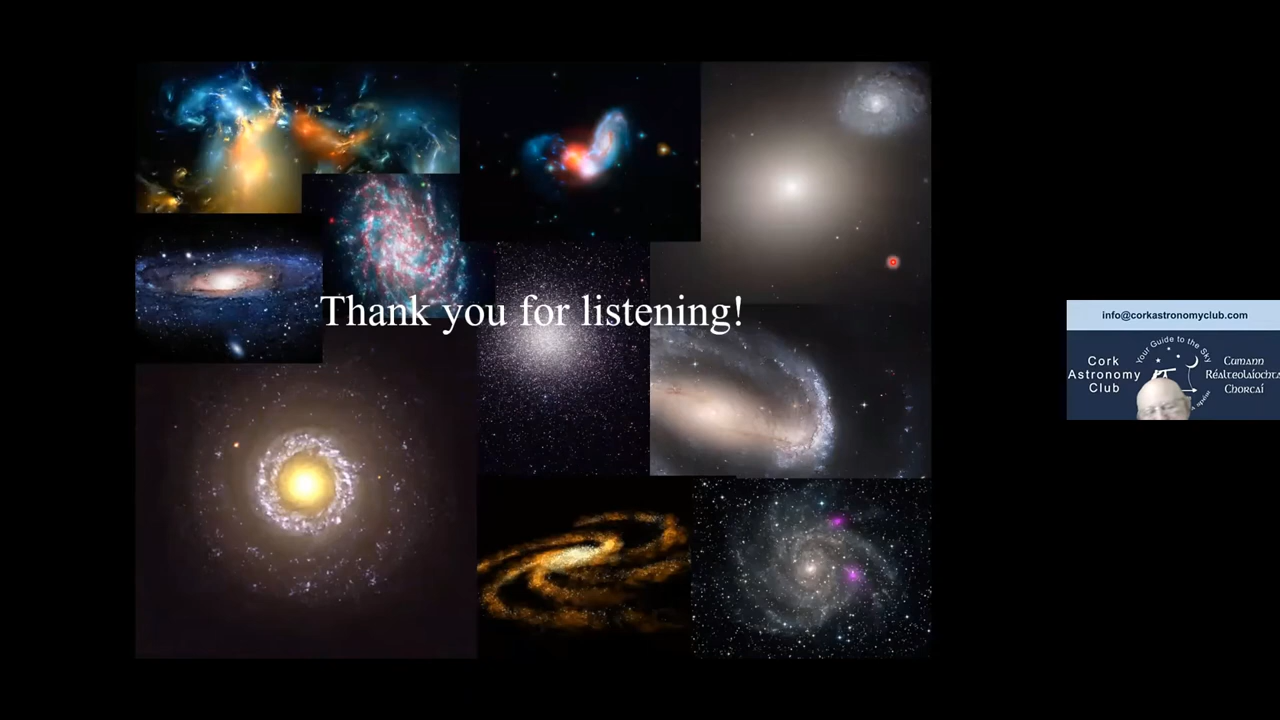 Thank you for listening!
info@corkastronomyclub.com
Your Guide to the Sky
Cork
Astronomy
Club
Cumann
Réalteolaíochta
Chorcaí